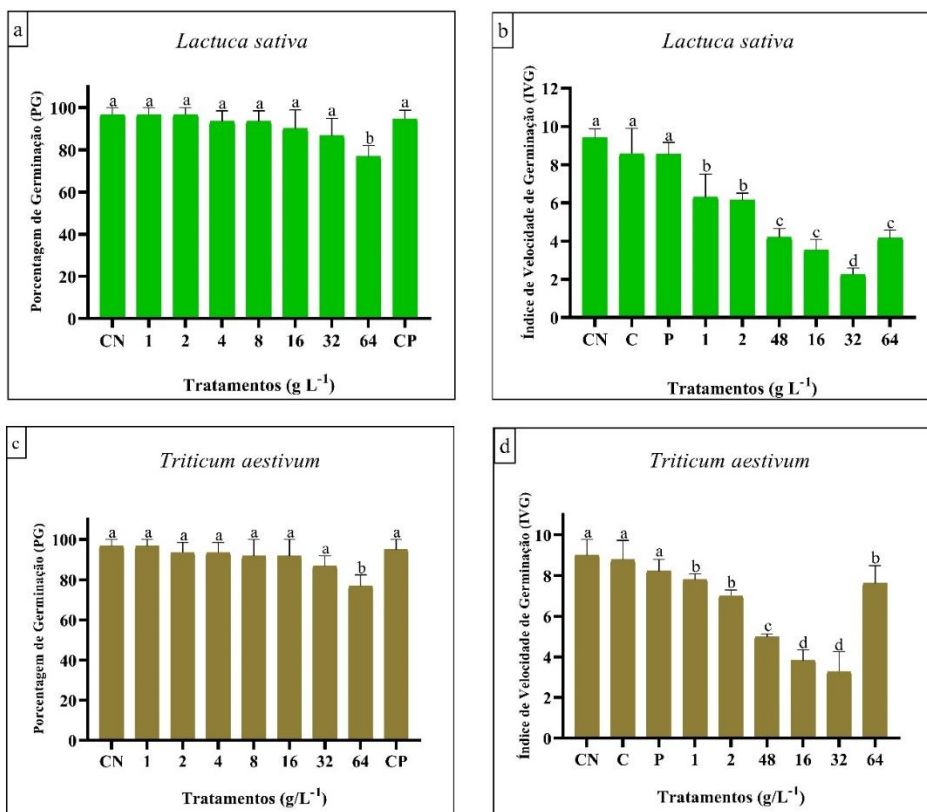 a
Lactuca sativa
Porcentagem de Germinação (PG)
100
80
60
40
20
0
a a a a a a a b a
CN 1 2 4 8 16 32 64 CP
Tratamentos (g L-1)
b
Lactuca sativa
Índice de Velocidade de Germinação (IVG)
12
10
8
6
4
2
0
a a a b b c c d c
CN C P 1 2 48 16 32 64
Tratamentos (g L-1)
c
Triticum aestivum
Porcentagem de Germinação (PG)
100
80
60
40
20
0
a a a a a a a b a
CN 1 2 4 8 16 32 64 CP
Tratamentos (g/L-1)
d
Triticum aestivum
Índice de Velocidade de Germinação (IVG)
10
8
6
4
2
0
a a a b b c d d b
CN C P 1 2 48 16 32 64
Tratamentos (g/L-1)